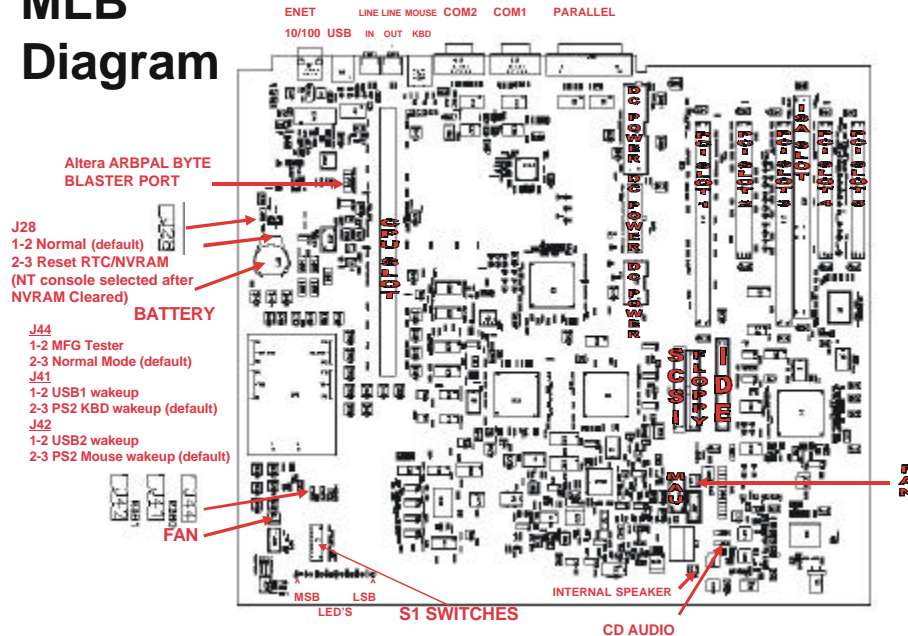 MLB
Diagram
ENET
LINE LINE MOUSE COM2 COM1 PARALLEL
10/100 USB IN OUT KBD
Altera ARBPAL BYTE
BLASTER PORT
J28
J28
1-2 Normal (default)
2-3 Reset RTC/NVRAM
(NT console selected after
NVRAM Cleared)
BATTERY
J44
1-2 MFG Tester
2-3 Normal Mode (default)
J41
1-2 USB1 wakeup
2-3 PS2 KBD wakeup (default)
J42
1-2 USB2 wakeup
2-3 PS2 Mouse wakeup (default)
J42
J41
J44
FAN
CPU SLOT
DC POWER
DC POWER
DC POWER
PCI SLOT
PCI SLOT
ISA SLOT
PCI SLOT
PCI SLOT
SCSI
FLOPPY
IDE
MAU
FAN
MSB LSB
LED'S
S1 SWITCHES
INTERNAL SPEAKER
CD AUDIO